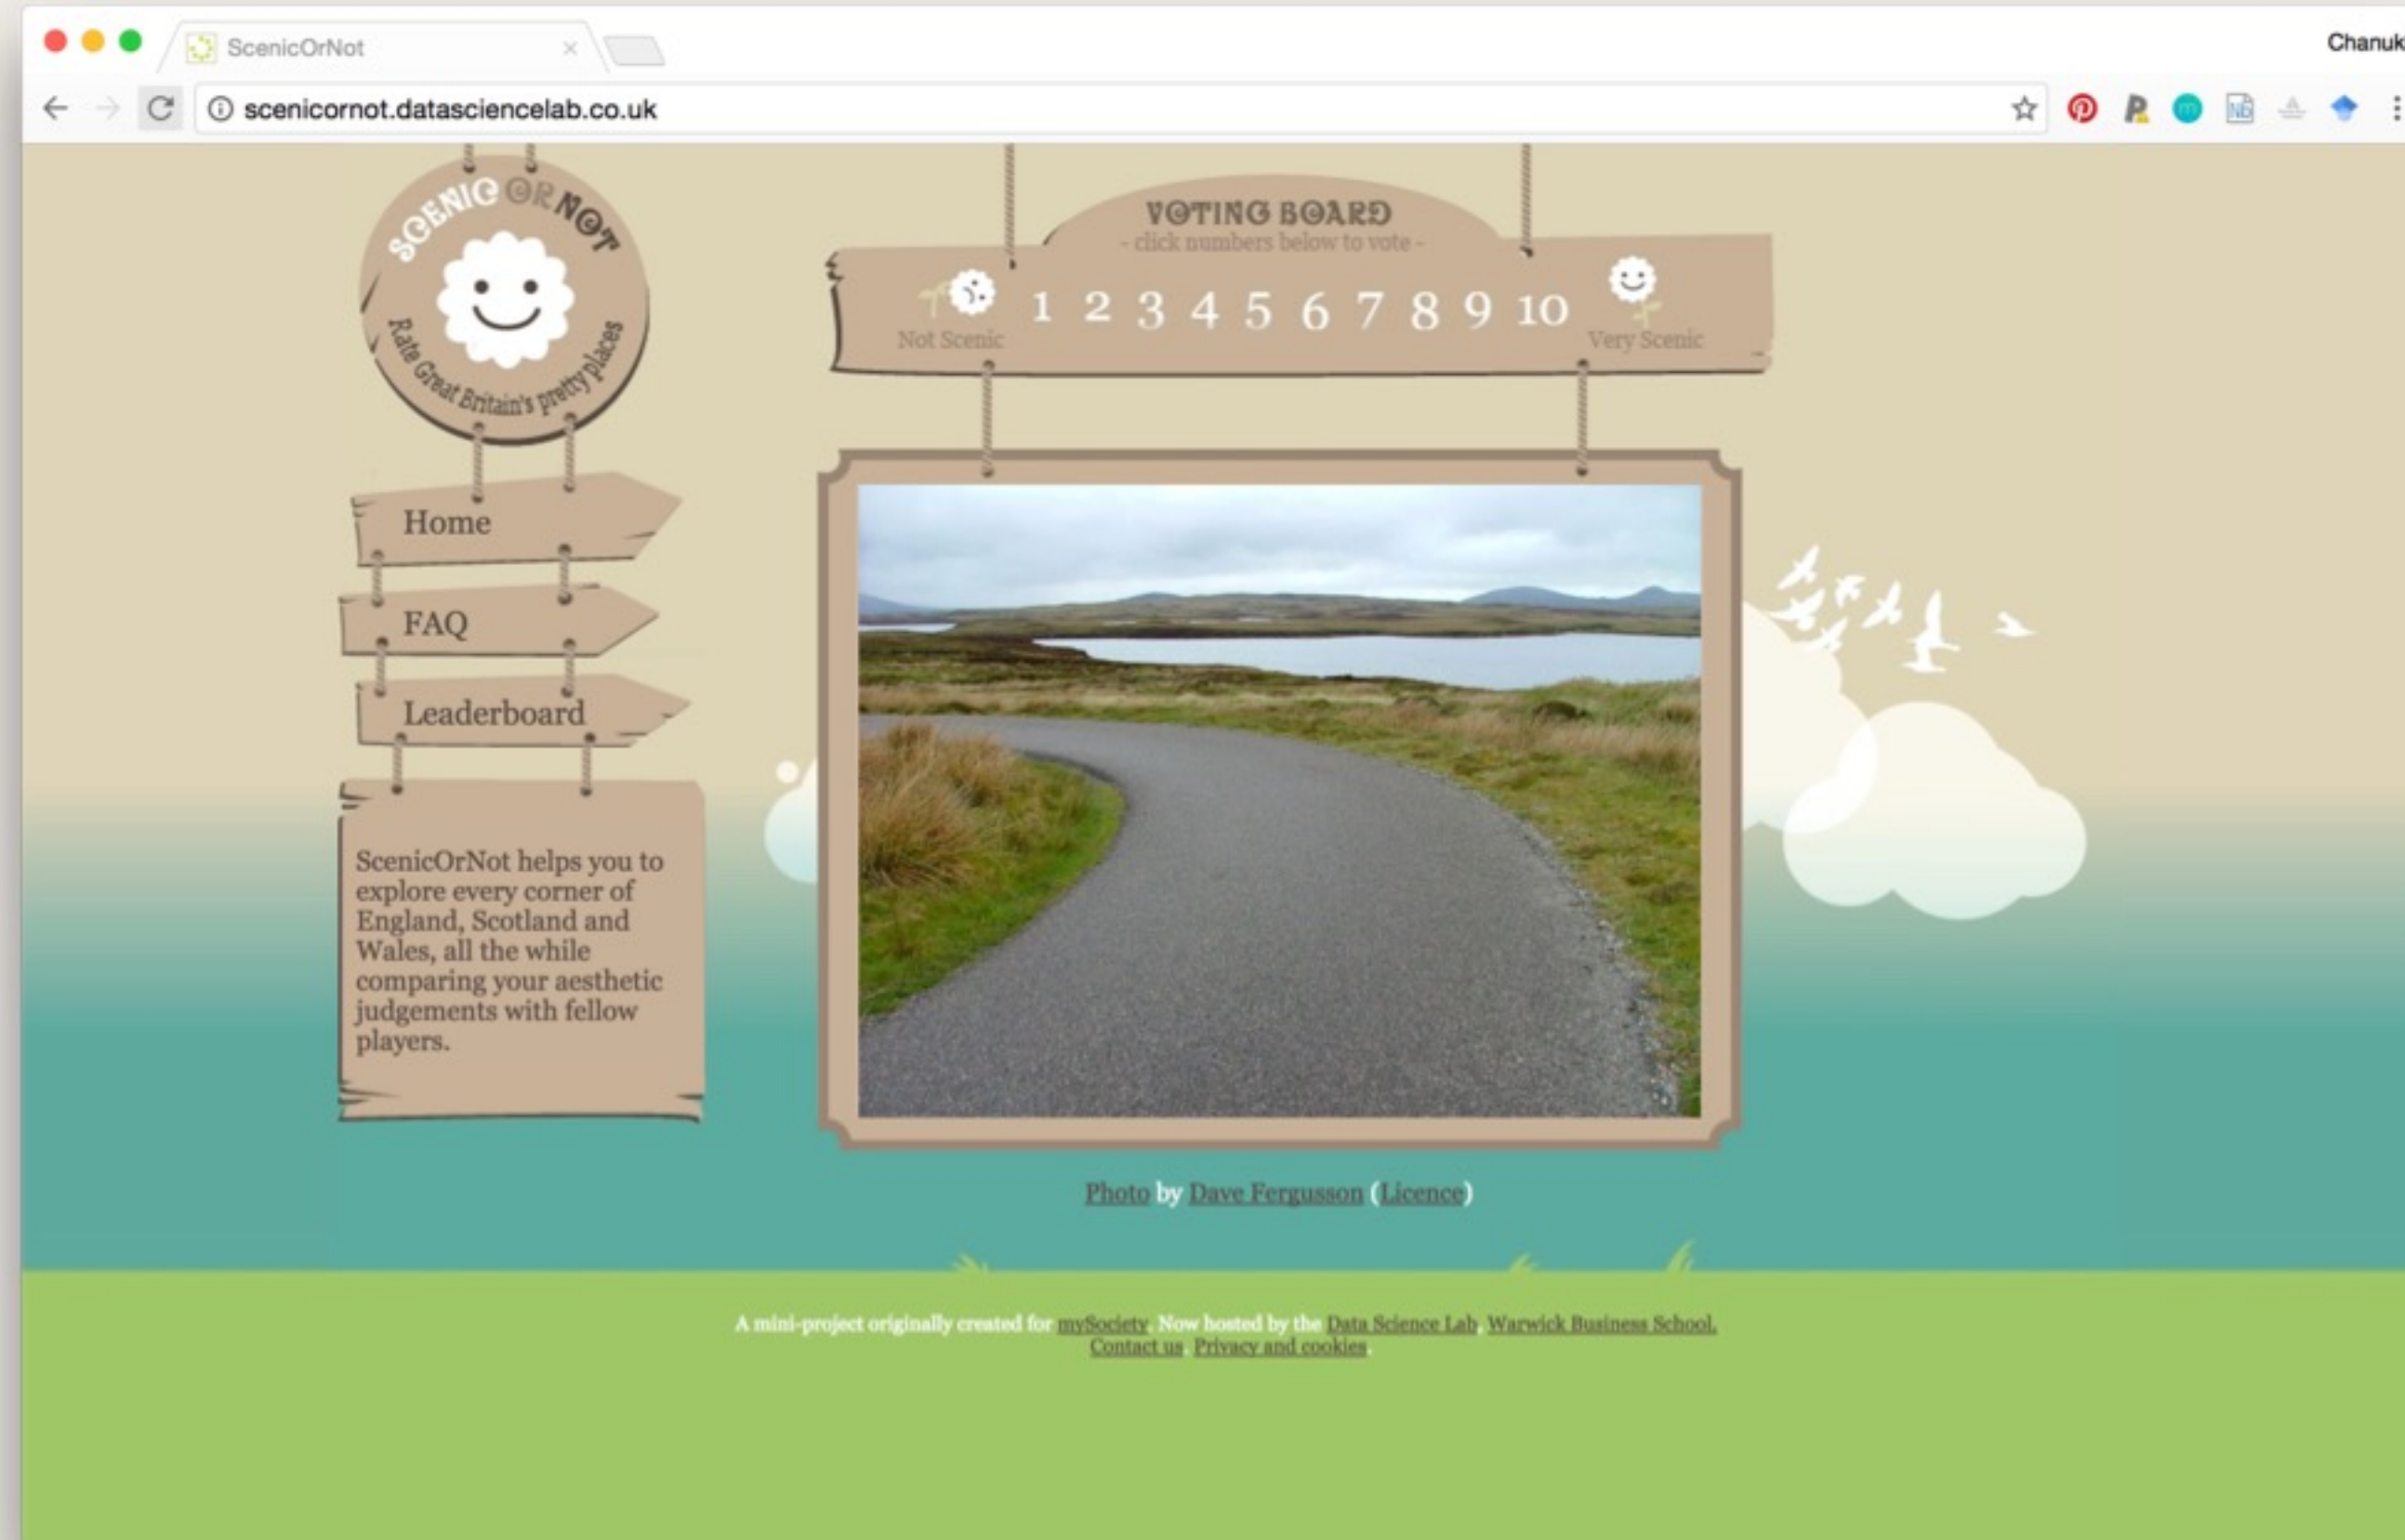 ScenicOrNot
Chanuk
scenicornot.datasciencelab.co.uk
SCENIC OR NOT
Rate Great Britain's pretty places
VOTING BOARD
- click numbers below to vote -
1 2 3 4 5 6 7 8 9 10
Not Scenic
Very Scenic
Home
FAQ
Leaderboard
ScenicOrNot helps you to
explore every corner of
England, Scotland and
Wales, all the while
comparing your aesthetic
judgements with fellow
players.
Photo by Dave Fergusson (Licence)
A mini-project originally created for mySociety. Now hosted by the Data Science Lab, Warwick Business School.
Contact us. Privacy and cookies.